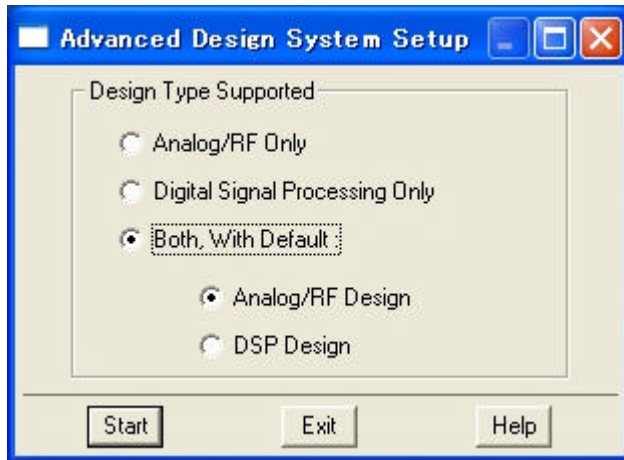 Advanced Design System Setup
Design Type Supported
Analog/RF Only
Digital Signal Processing Only
Both, With Default :
Analog/RF Design
DSP Design
Start Exit Help